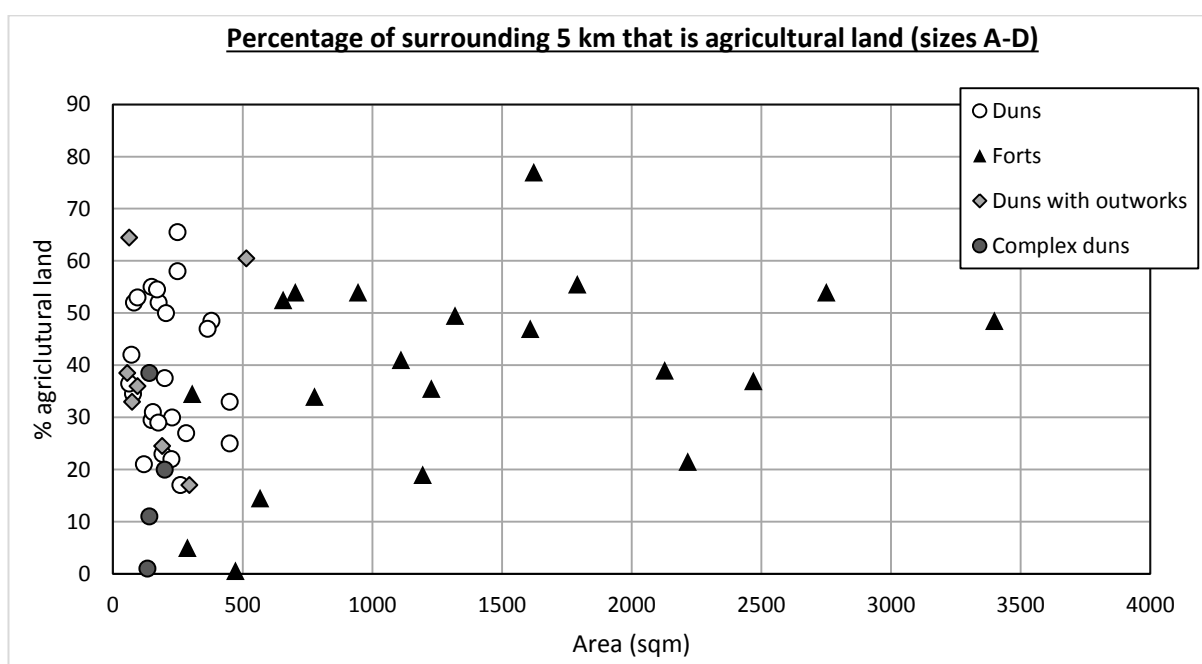 Percentage of surrounding 5 km that is agricultural land (sizes A-D)
% agriclutural land
90
80
70
60
50
40
30
20
10
0
0 500 1000 1500 2000 2500 3000 3500 4000
Area (sqm)
Duns
Forts
Duns with outworks
Complex duns